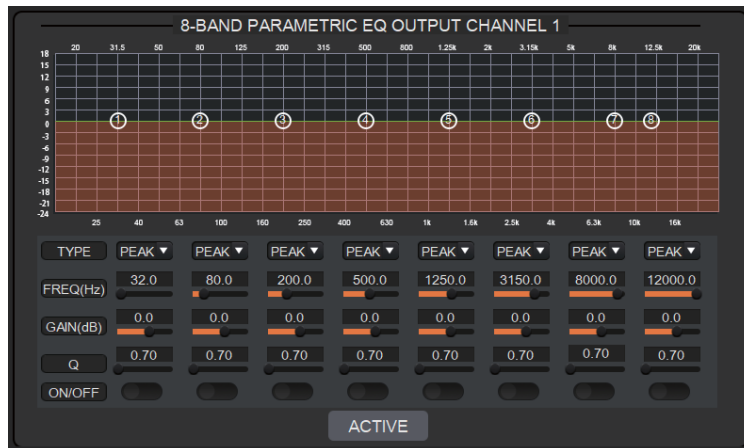 8-BAND PARAMETRIC EQ OUTPUT CHANNEL 1
20 31.5 50 80 125 200 315 500 800 1.25k 2k 3.15k 5k 8k 12.5k 20k
18
15
12
9
6
3
0
-3
-6
-9
-12
-15
-18
-21
-24
1 2 3 4 5 6 7 8
25 40 63 100 160 250 400 630 1k 1.6k 2.5k 4k 6.3k 10k 16k
TYPE PEAK PEAK PEAK PEAK PEAK PEAK PEAK PEAK
FREQ(Hz) 32.0 80.0 200.0 500.0 1250.0 3150.0 8000.0 12000.0
GAIN(dB) 0.0 0.0 0.0 0.0 0.0 0.0 0.0 0.0
Q 0.70 0.70 0.70 0.70 0.70 0.70 0.70 0.70
ON/OFF
ACTIVE